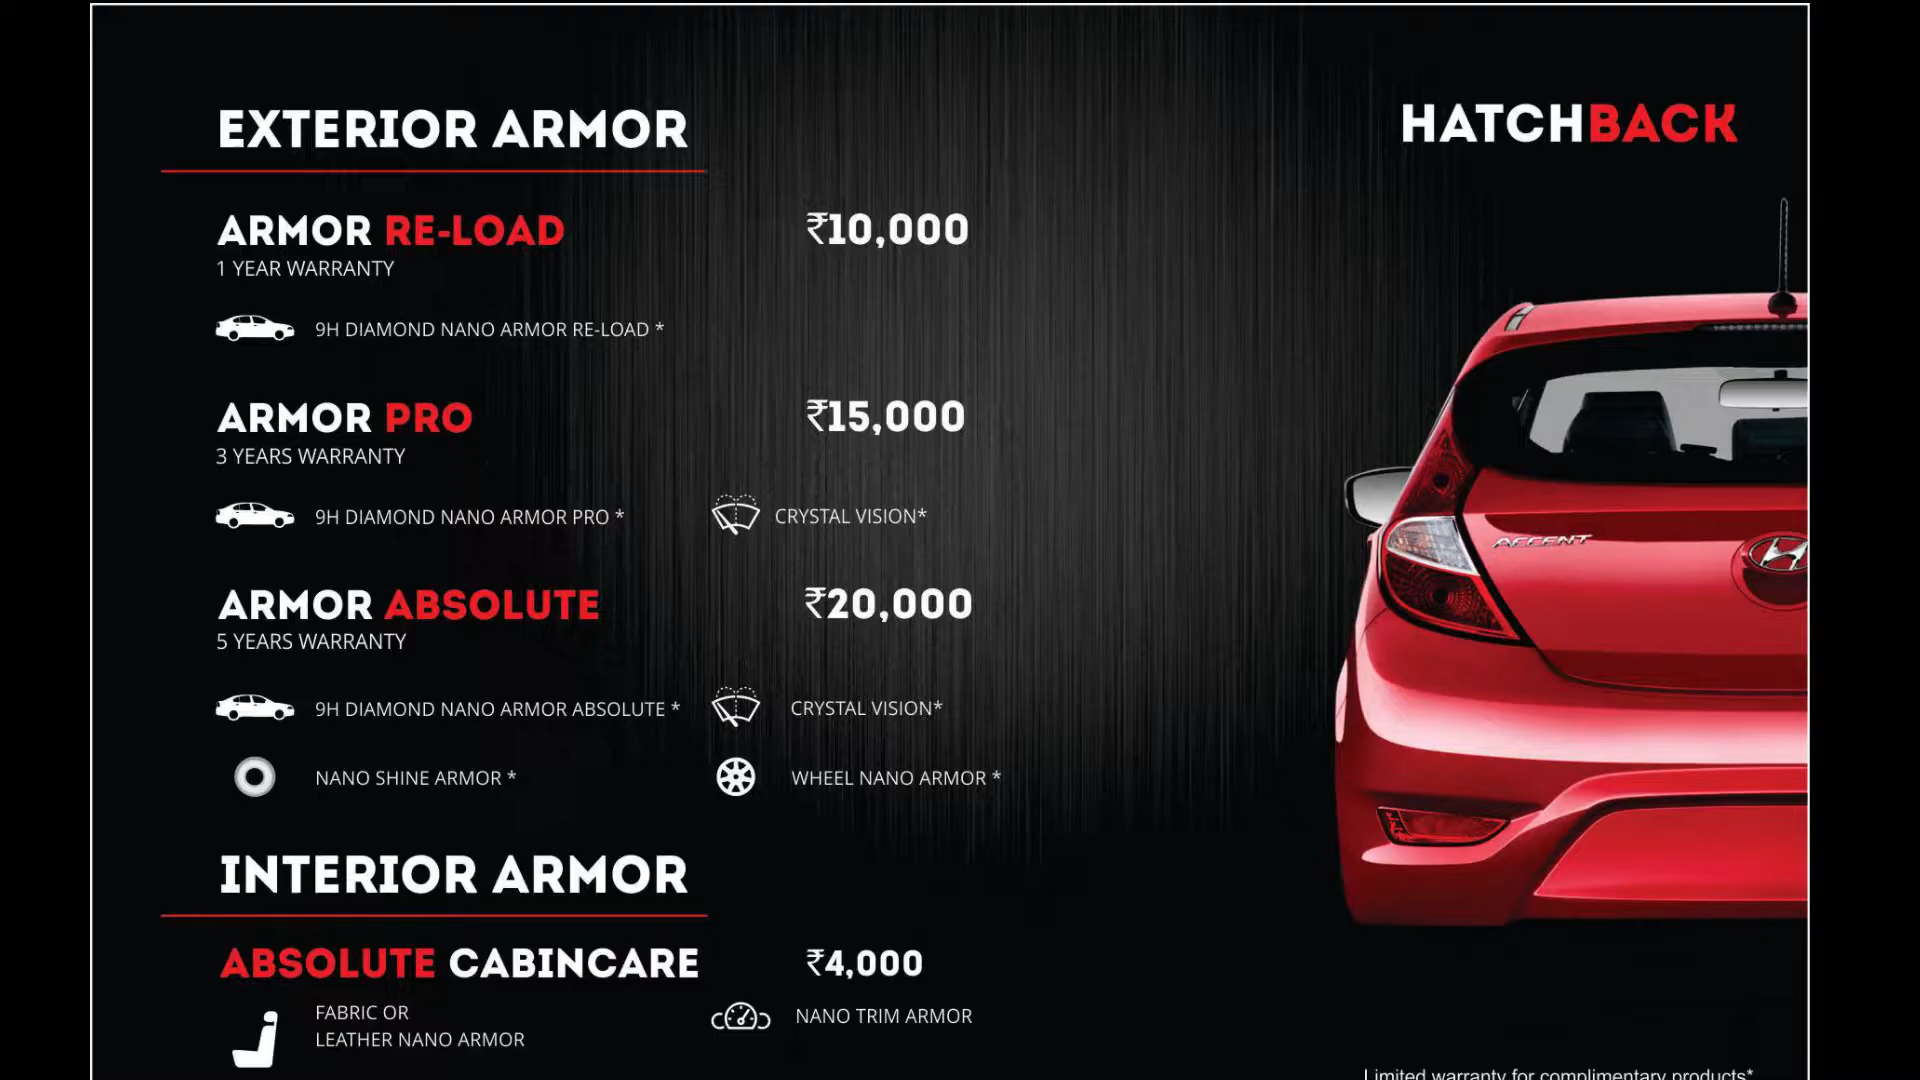 EXTERIOR ARMOR
HATCHBACK
ARMOR RE-LOAD ₹10,000
1 YEAR WARRANTY
9H DIAMOND NANO ARMOR RE-LOAD *
ARMOR PRO ₹15,000
3 YEARS WARRANTY
9H DIAMOND NANO ARMOR PRO * CRYSTAL VISION*
ACCENT
ARMOR ABSOLUTE ₹20,000
5 YEARS WARRANTY
9H DIAMOND NANO ARMOR ABSOLUTE * CRYSTAL VISION*
NANO SHINE ARMOR * WHEEL NANO ARMOR *
INTERIOR ARMOR
ABSOLUTE CABINCARE ₹4,000
FABRIC OR
LEATHER NANO ARMOR
NANO TRIM ARMOR
Limited warranty for complimentary products*